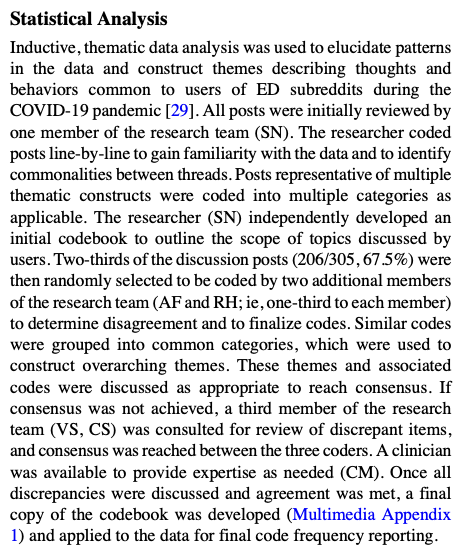 Statistical Analysis
Inductive, thematic data analysis was used to elucidate patterns
in the data and construct themes describing thoughts and
behaviors common to users of ED subreddits during the
COVID-19 pandemic [29]. All posts were initially reviewed by
one member of the research team (SN). The researcher coded
posts line-by-line to gain familiarity with the data and to identify
commonalities between threads. Posts representative of multiple
thematic constructs were coded into multiple categories as
applicable. The researcher (SN) independently developed an
initial codebook to outline the scope of topics discussed by
users. Two-thirds of the discussion posts (206/305, 67.5%) were
then randomly selected to be coded by two additional members
of the research team (AF and RH; ie, one-third to each member)
to determine disagreement and to finalize codes. Similar codes
were grouped into common categories, which were used to
construct overarching themes. These themes and associated
codes were discussed as appropriate to reach consensus. If
consensus was not achieved, a third member of the research
team (VS, CS) was consulted for review of discrepant items,
and consensus was reached between the three coders. A clinician
was available to provide expertise as needed (CM). Once all
discrepancies were discussed and agreement was met, a final
copy of the codebook was developed (Multimedia Appendix
1) and applied to the data for final code frequency reporting.